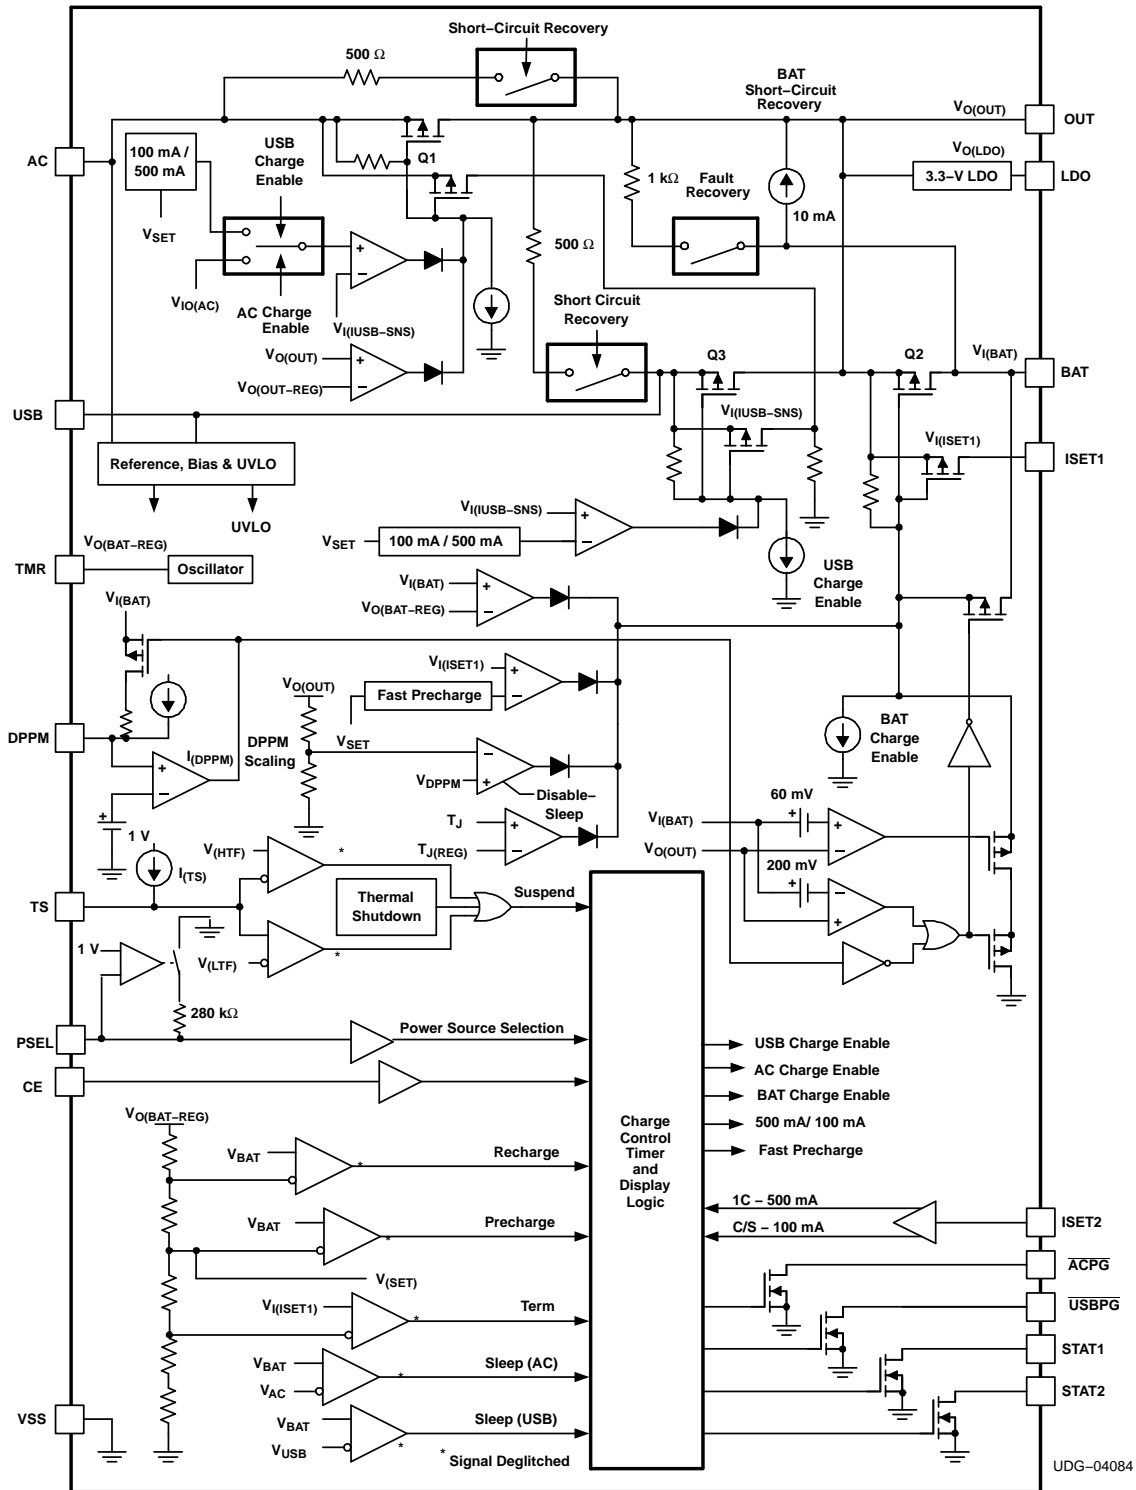 Short–Circuit Recovery
500 Ω
BAT
Short–Circuit
Recovery
VO(OUT)
OUT
AC
100 mA /
500 mA
USB
Charge
Enable
Q1
1 kΩ
Fault
Recovery
VO(LDO)
3.3–V LDO
LDO
10 mA
VSET
500 Ω
VIO(AC)
AC Charge
Enable
VI(IUSB–SNS)
Short Circuit
Recovery
VO(OUT)
VO(OUT–REG)
Q3
Q2
VI(BAT)
BAT
USB
VI(IUSB–SNS)
VI(ISET1)
ISET1
Reference, Bias & UVLO
UVLO
VI(IUSB–SNS)
VSET
100 mA / 500 mA
USB
Charge
Enable
VO(BAT–REG)
TMR
Oscillator
VI(BAT)
VO(BAT–REG)
VI(BAT)
VI(ISET1)
Fast Precharge
VO(OUT)
VSET
DPPM
I(DPPM)
DPPM
Scaling
VDPPM
Disable–
Sleep
BAT
Charge
Enable
1 V
TJ
TJ(REG)
60 mV
VI(BAT)
VO(OUT)
200 mV
V(HTF)
*
I(TS)
TS
Thermal
Shutdown
Suspend
1 V
V(LTF)
*
280 kΩ
PSEL
Power Source Selection
CE
USB Charge Enable
AC Charge Enable
BAT Charge Enable
500 mA/ 100 mA
Fast Precharge
Charge
Control
Timer
and
Display
Logic
VO(BAT–REG)
VBAT
*
Recharge
1C – 500 mA
C/S – 100 mA
ISET2
VBAT
*
Precharge
V(SET)
ACPG
VI(ISET1)
*
Term
USBPG
VBAT
VAC
*
Sleep (AC)
STAT1
STAT2
VSS
VBAT
VUSB
*
Sleep (USB)
* Signal Deglitched
UDG–04084